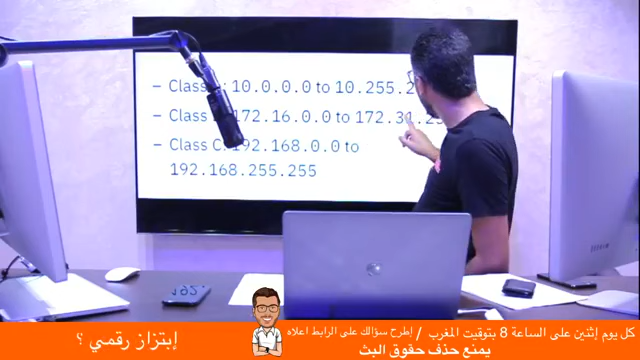 – Class : 10.0.0.0 to 10.255.2
– Class : 172.16.0.0 to 172.31.25
– Class C: 192.168.0.0 to
192.168.255.255
كل يوم إثنين على الساعة 8 بتوقيت المغرب / إطرح سؤالك على الرابط اعلاه
يمنع حذف حقوق البث
إبتزاز رقمي ؟